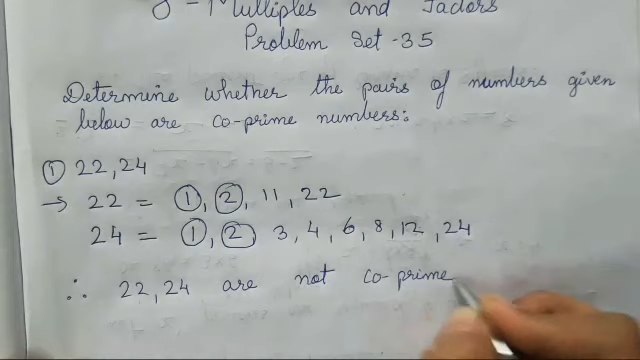 8 - Multiples and Factors
Problem Set - 35
Determine whether the pairs of numbers given
below are co-prime numbers:
① 22, 24
→ 22 = ①, ②, 11, 22
24 = ①, ② 3, 4, 6, 8, 12, 24
∴ 22, 24 are not co-prime